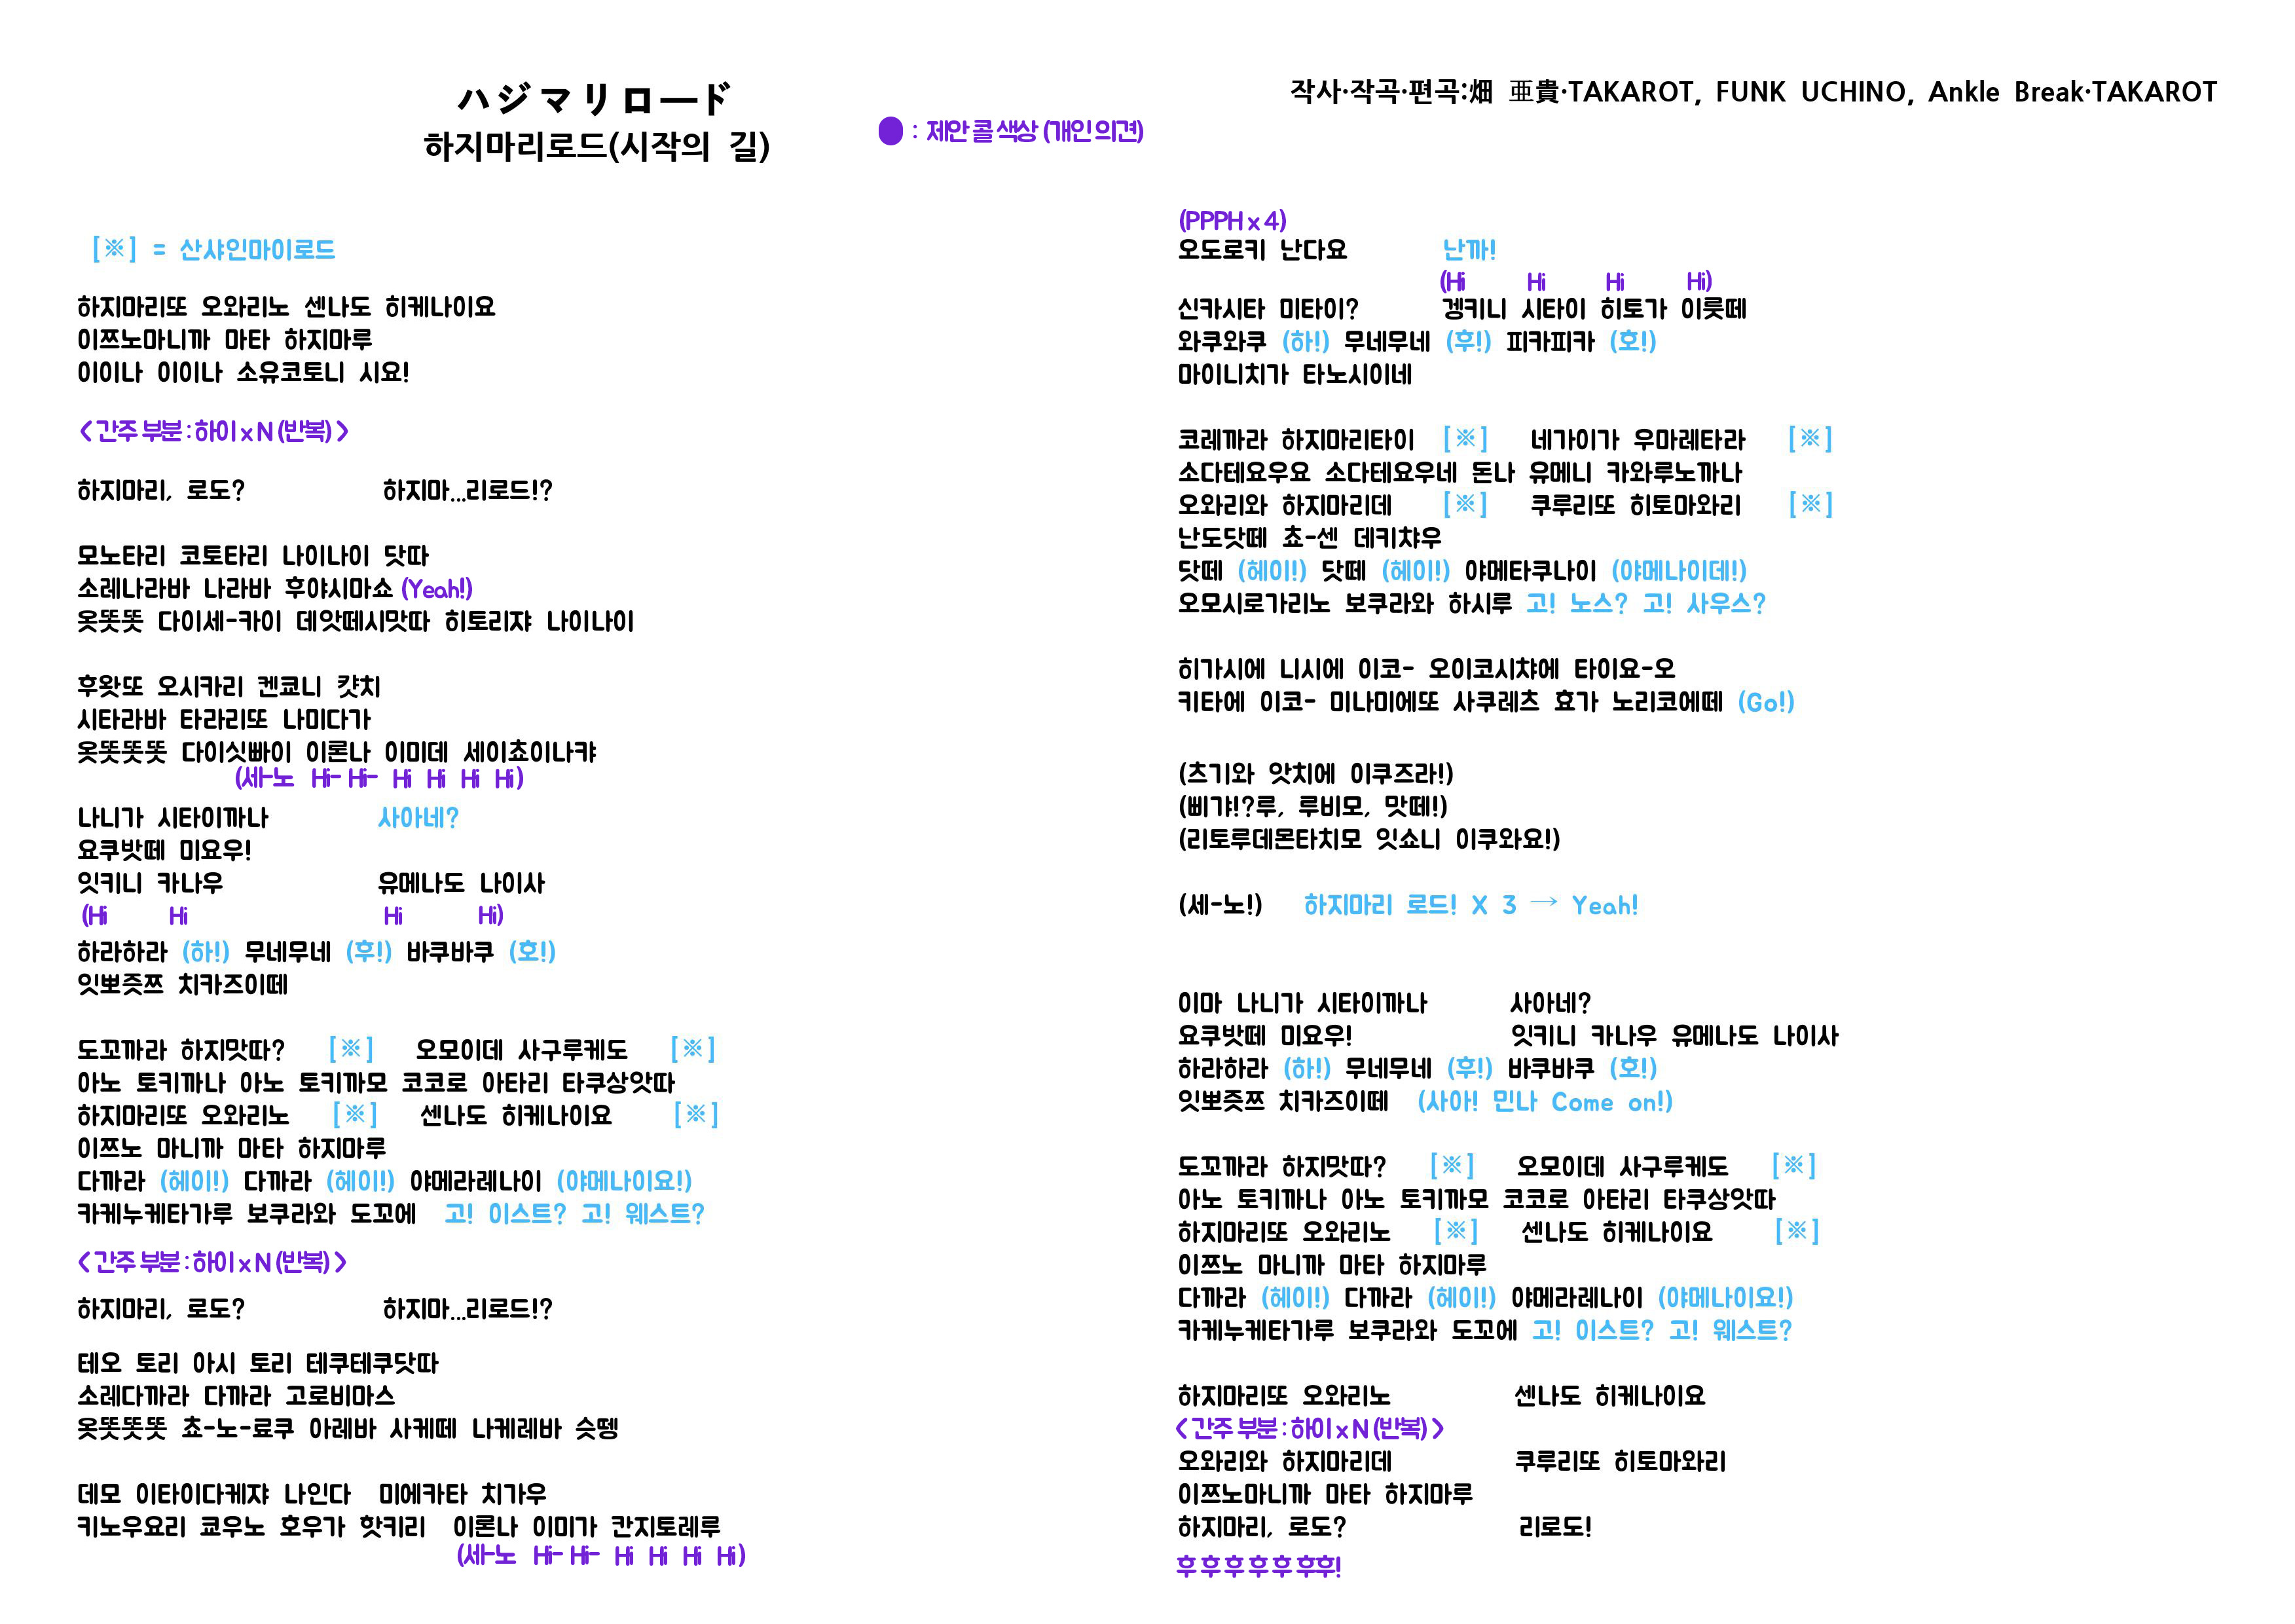 ハジマリロード
하지마리로드(시작의 길)
: 제안 콜 색상 (개인 의견)
작사·작곡·편곡:畑 亜貴·TAKAROT, FUNK UCHINO, Ankle Break·TAKAROT
[※] = 산샤인마이로드
하지마리또 오와리노 센나도 히케나이요
이쯔노마니까 마타 하지마루
이이나 이이나 소유코토니 시요!
< 간주 부분 : 하이 x N (반복) >
하지마리, 로도? 하지마...리로드!?
모노타리 코토타리 나이나이 닷따
소레나라바 나라바 후야시마쇼 (Yeah!)
옷똣똣 다이세-카이 데앗떼시맛따 히토리쟈 나이나이
후왓또 오시카리 켄쿄니 캿치
시타라바 타라리또 나미다가
옷똣똣똣 다이싯빠이 이론나 이미데 세이쵸이나캬
(세-노 Hi- Hi- Hi Hi Hi Hi)
나니가 시타이까나 사아네?
요쿠밧떼 미요우!
잇키니 카나우 유메나도 나이사
(Hi Hi Hi Hi)
하라하라 (하!) 무네무네 (후!) 바쿠바쿠 (호!)
잇뽀즛쯔 치카즈이떼
도꼬까라 하지맛따? [※] 오모이데 사구루케도 [※]
아노 토키까나 아노 토키까모 코코로 아타리 타쿠상앗따
하지마리또 오와리노 [※] 센나도 히케나이요 [※]
이쯔노 마니까 마타 하지마루
다까라 (헤이!) 다까라 (헤이!) 야메라레나이 (야메나이요!)
카케누케타가루 보쿠라와 도꼬에 고! 이스트? 고! 웨스트?
< 간주 부분 : 하이 x N (반복) >
하지마리, 로도? 하지마...리로드!?
테오 토리 아시 토리 테쿠테쿠닷따
소레다까라 다까라 고로비마스
옷똣똣똣 쵸-노-료쿠 아레바 사케떼 나케레바 슷뗑
데모 이타이다케쟈 나인다 미에카타 치가우
키노우요리 쿄우노 호우가 핫키리 이론나 이미가 칸지토레루
(세-노 Hi- Hi- Hi Hi Hi Hi)
(PPPH x 4)
오도로키 난다요 난까!
(Hi Hi Hi Hi)
신카시타 미타이? 겡키니 시타이 히토가 이룻떼
와쿠와쿠 (하!) 무네무네 (후!) 피카피카 (호!)
마이니치가 타노시이네
코레까라 하지마리타이 [※] 네가이가 우마레타라 [※]
소다테요우요 소다테요우네 돈나 유메니 카와루노까나
오와리와 하지마리데 [※] 쿠루리또 히토마와리 [※]
난도닷떼 쵸-센 데키챠우
닷떼 (헤이!) 닷떼 (헤이!) 야메타쿠나이 (야메나이데!)
오모시로가리노 보쿠라와 하시루 고! 노스? 고! 사우스?
히가시에 니시에 이코- 오이코시챠에 타이요-오
키타에 이코- 미나미에또 사쿠레츠 효가 노리코에떼 (Go!)
(츠기와 앗치에 이쿠즈라!)
(삐갸!?루, 루비모, 맛떼!)
(리토루데몬타치모 잇쇼니 이쿠와요!)
(세-노!) 하지마리 로드! X 3 → Yeah!
이마 나니가 시타이까나 사아네?
요쿠밧떼 미요우! 잇키니 카나우 유메나도 나이사
하라하라 (하!) 무네무네 (후!) 바쿠바쿠 (호!)
잇뽀즛쯔 치카즈이떼 (사아! 민나 Come on!)
도꼬까라 하지맛따? [※] 오모이데 사구루케도 [※]
아노 토키까나 아노 토키까모 코코로 아타리 타쿠상앗따
하지마리또 오와리노 [※] 센나도 히케나이요 [※]
이쯔노 마니까 마타 하지마루
다까라 (헤이!) 다까라 (헤이!) 야메라레나이 (야메나이요!)
카케누케타가루 보쿠라와 도꼬에 고! 이스트? 고! 웨스트?
하지마리또 오와리노 센나도 히케나이요
< 간주 부분 : 하이 x N (반복) >
오와리와 하지마리데 쿠루리또 히토마와리
이쯔노마니까 마타 하지마루
하지마리, 로도? 리로도!
후 후 후 후 후 후후!